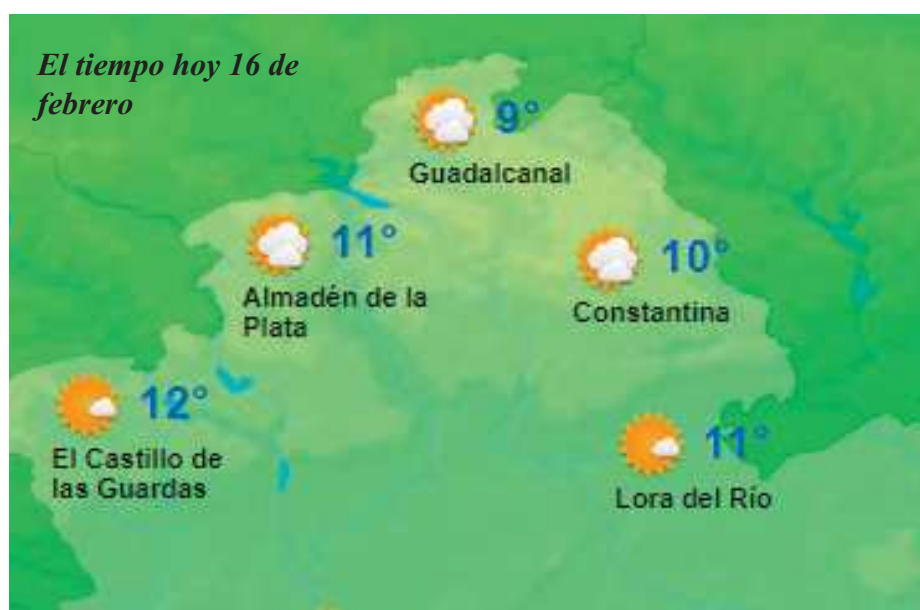 El tiempo hoy 16 de
febrero
9°
Guadalcanal
11°
Almadén de la
Plata
10°
Constantina
12°
El Castillo de
las Guardas
11°
Lora del Río